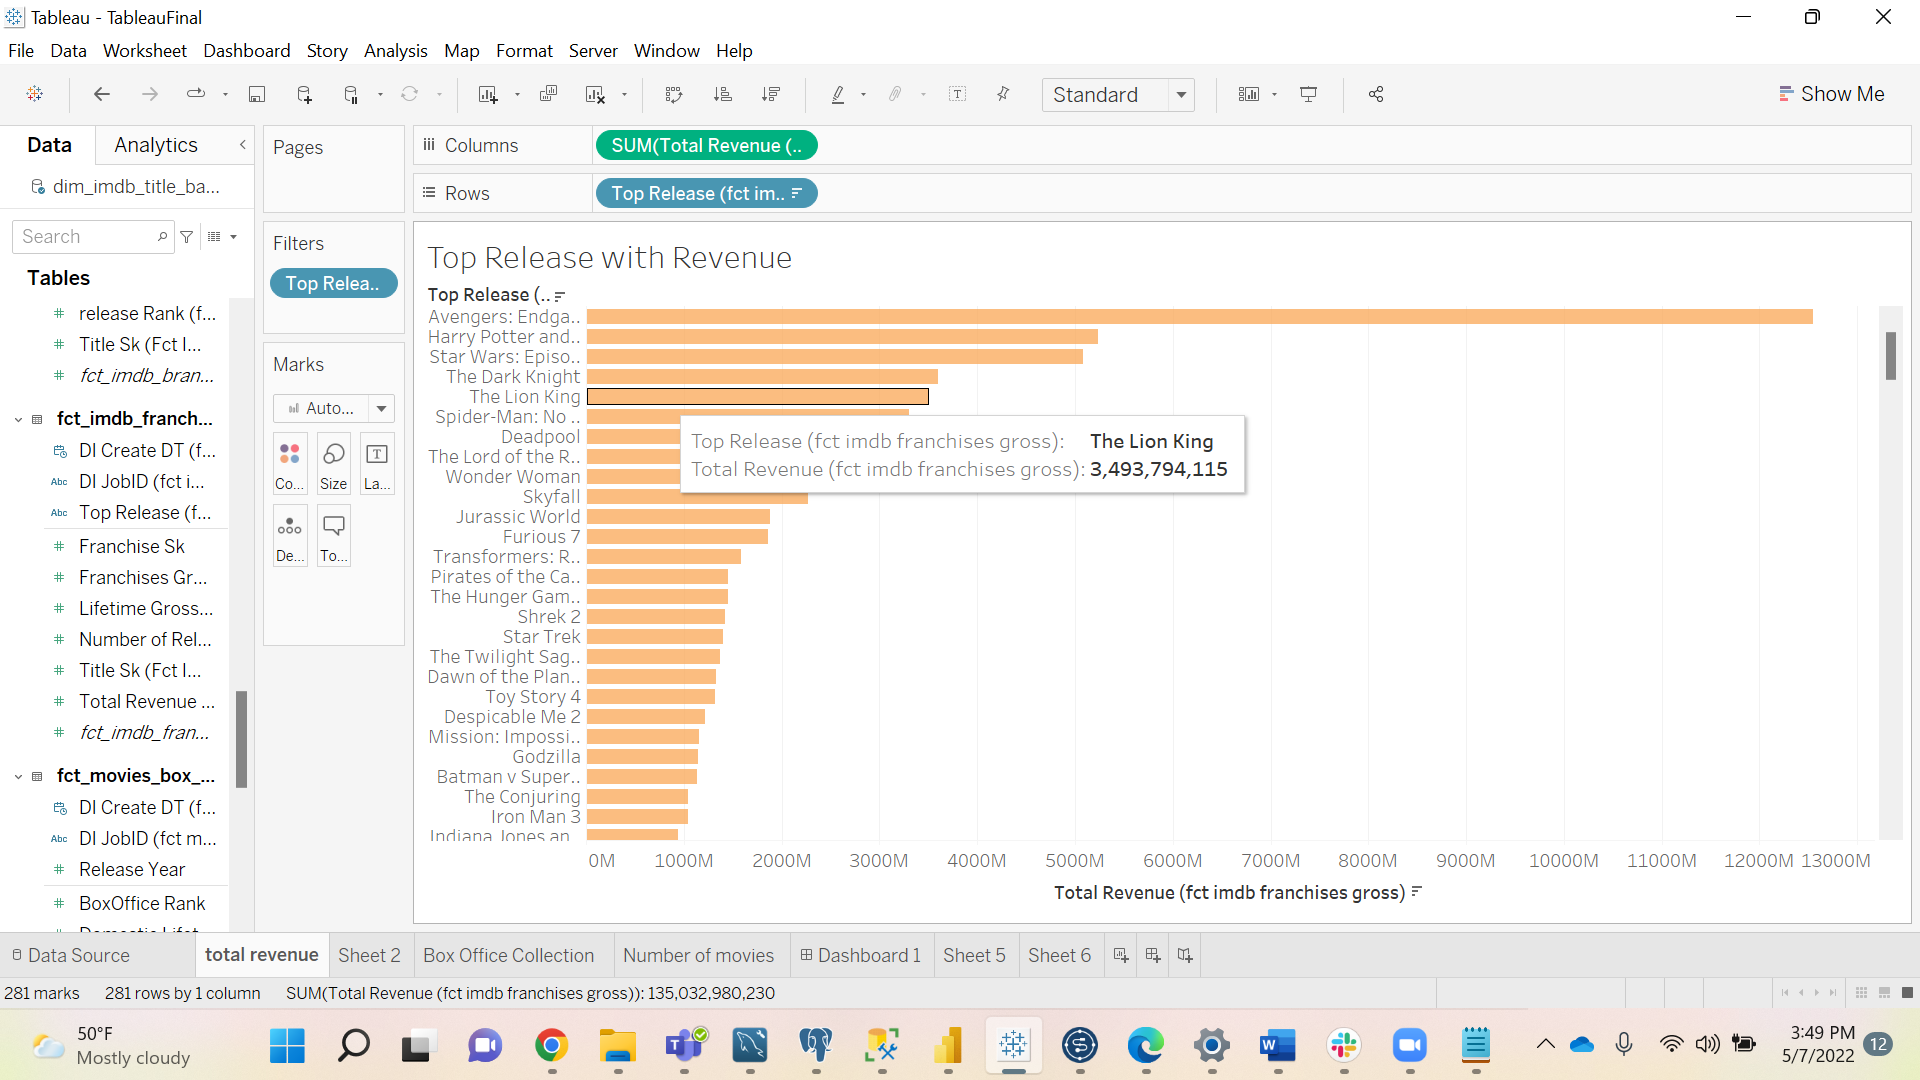 Tableau - TableauFinal
File Data Worksheet Dashboard Story Analysis Map Format Server Window Help
Standard
Show Me
Data Analytics
Pages
Columns
SUM(Total Revenue (..
dim_imdb_title_ba...
Rows
Top Release (fct im..
Search
Tables
release Rank (f...
Title Sk (Fct I...
fct_imdb_bran...
fct_imdb_franch...
DI Create DT (f...
Abc DI JobID (fct i...
Abc Top Release (f...
Franchise Sk
Franchises Gr...
Lifetime Gross...
Number of Rel...
Title Sk (Fct I...
Total Revenue ...
fct_imdb_fran...
fct_movies_box_...
DI Create DT (f...
Abc DI JobID (fct m...
Release Year
BoxOffice Rank
Filters
Top Relea..
Marks
Auto...
Co... Size La...
De... To...
Top Release with Revenue
Top Release (..
Avengers: Endga..
Harry Potter and..
Star Wars: Episo..
The Dark Knight
The Lion King
Spider-Man: No ..
Deadpool
The Lord of the R..
Wonder Woman
Skyfall
Jurassic World
Furious 7
Transformers: R..
Pirates of the Ca..
The Hunger Gam..
Shrek 2
Star Trek
The Twilight Sag..
Dawn of the Plan..
Toy Story 4
Despicable Me 2
Mission: Impossi..
Godzilla
Batman v Super..
The Conjuring
Iron Man 3
Indiana Jones an..
Top Release (fct imdb franchises gross): The Lion King
Total Revenue (fct imdb franchises gross): 3,493,794,115
0M 1000M 2000M 3000M 4000M 5000M 6000M 7000M 8000M 9000M 10000M 11000M 12000M 13000M
Total Revenue (fct imdb franchises gross)
Data Source total revenue Sheet 2 Box Office Collection Number of movies Dashboard 1 Sheet 5 Sheet 6
281 marks 281 rows by 1 column SUM(Total Revenue (fct imdb franchises gross)): 135,032,980,230
50°F
Mostly cloudy
3:49 PM
5/7/2022
12